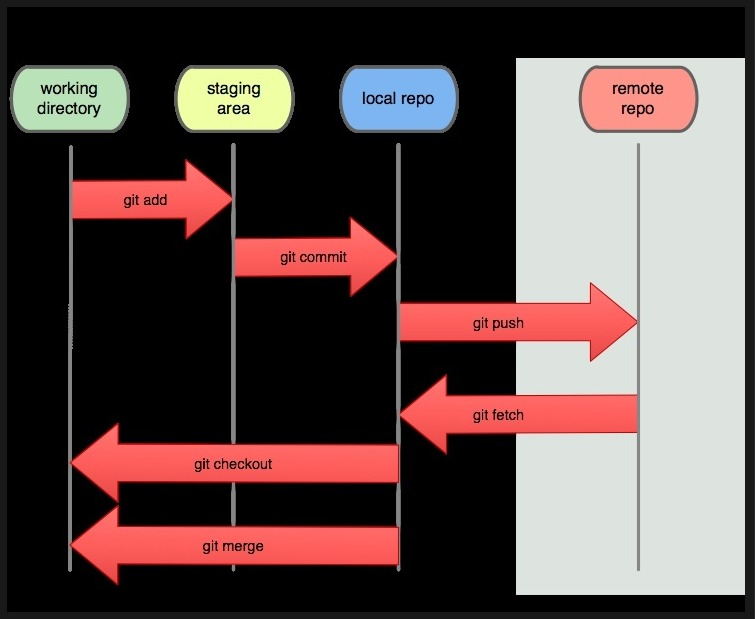 working
directory
staging
area
local repo
remote
repo
git add
git commit
git push
git fetch
git checkout
git merge